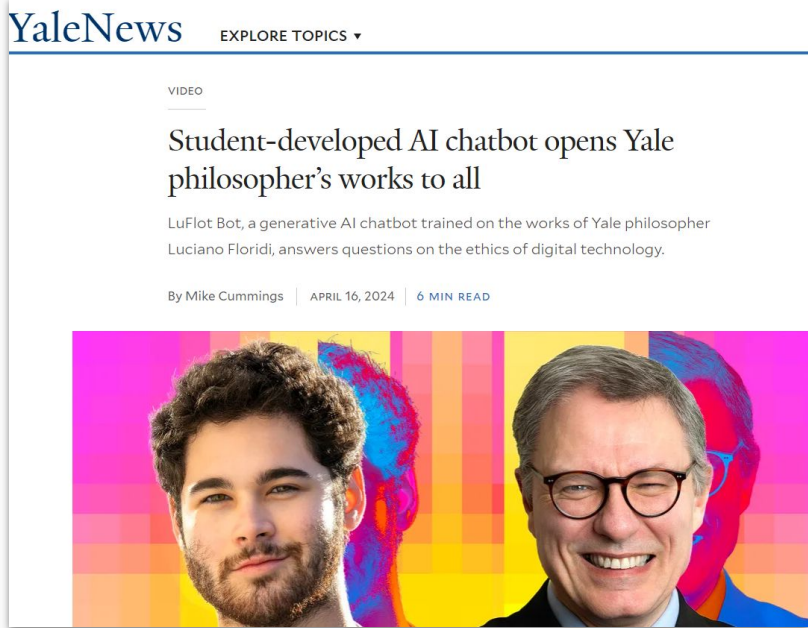 YaleNews
EXPLORE TOPICS ▼
VIDEO
Student-developed AI chatbot opens Yale
philosopher's works to all
LuFlot Bot, a generative AI chatbot trained on the works of Yale philosopher
Luciano Floridi, answers questions on the ethics of digital technology.
By Mike Cummings | APRIL 16, 2024 | 6 MIN READ